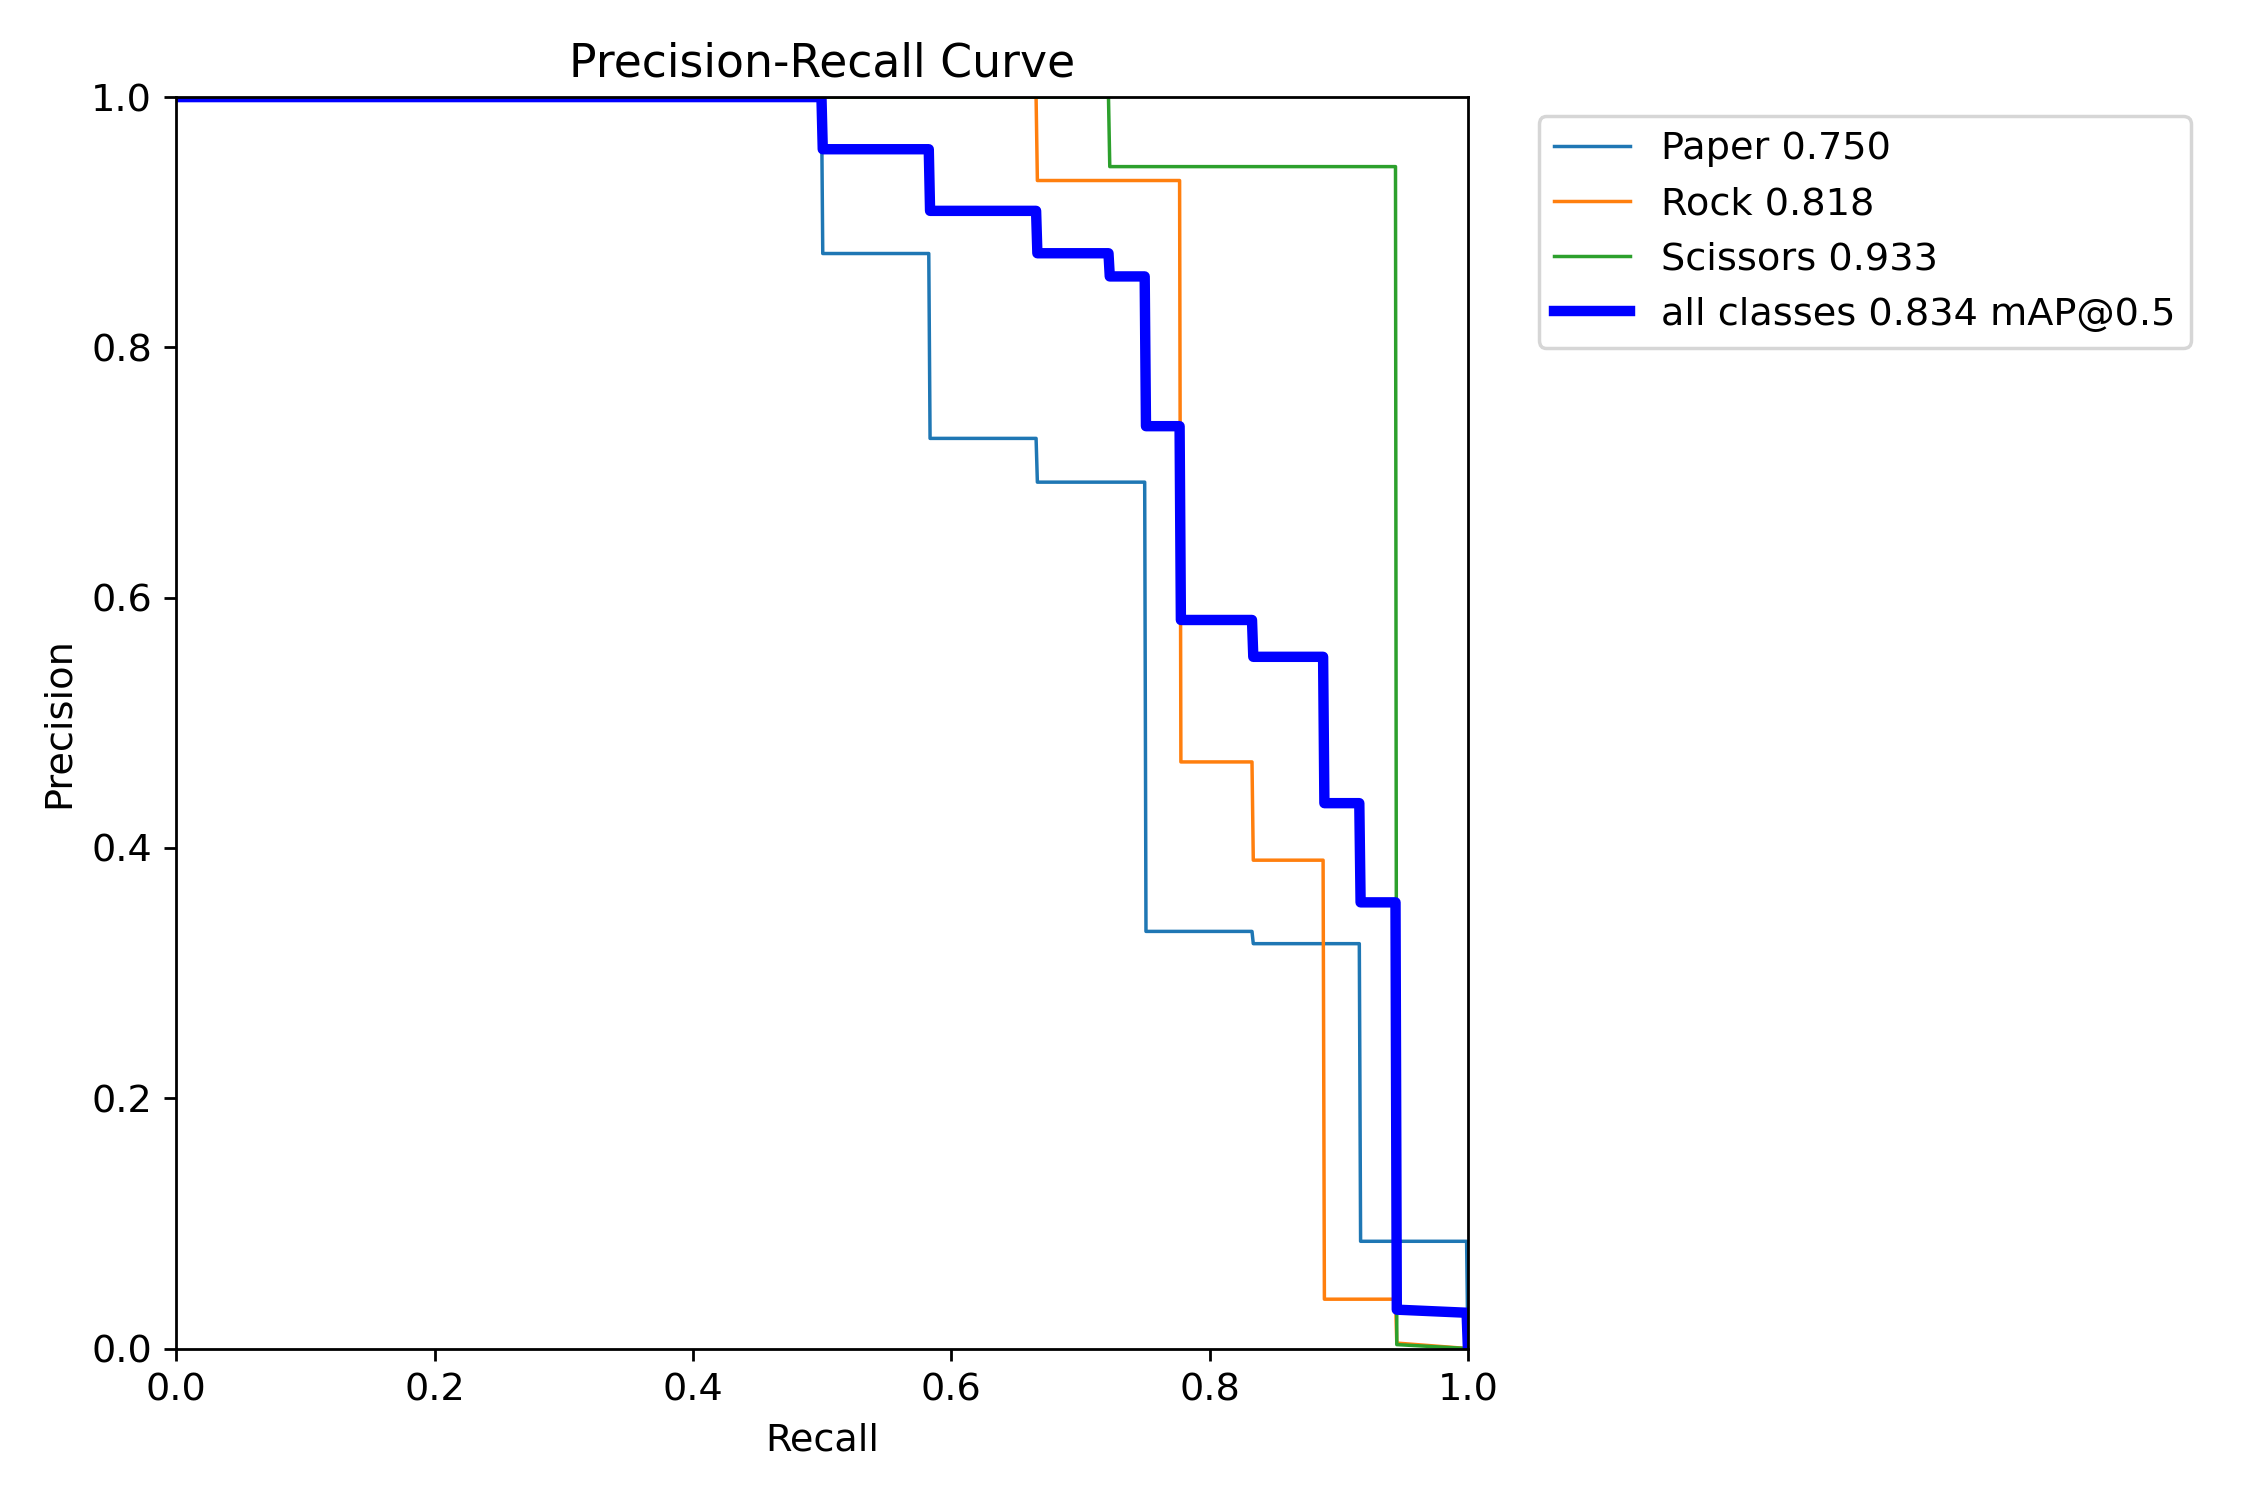 Precision-Recall Curve
1.0
0.8
0.6
0.4
0.2
0.0
Precision
0.0 0.2 0.4 0.6 0.8 1.0
Recall
Paper 0.750
Rock 0.818
Scissors 0.933
all classes 0.834 mAP@0.5